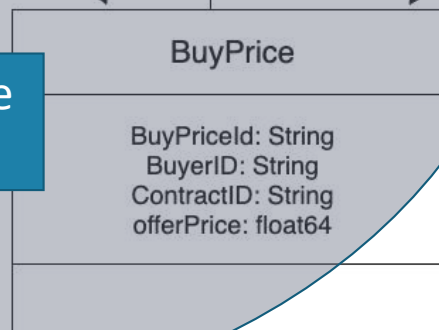 BuyPrice
e
BuyPriceId: String
BuyerID: String
ContractID: String
offerPrice: float64